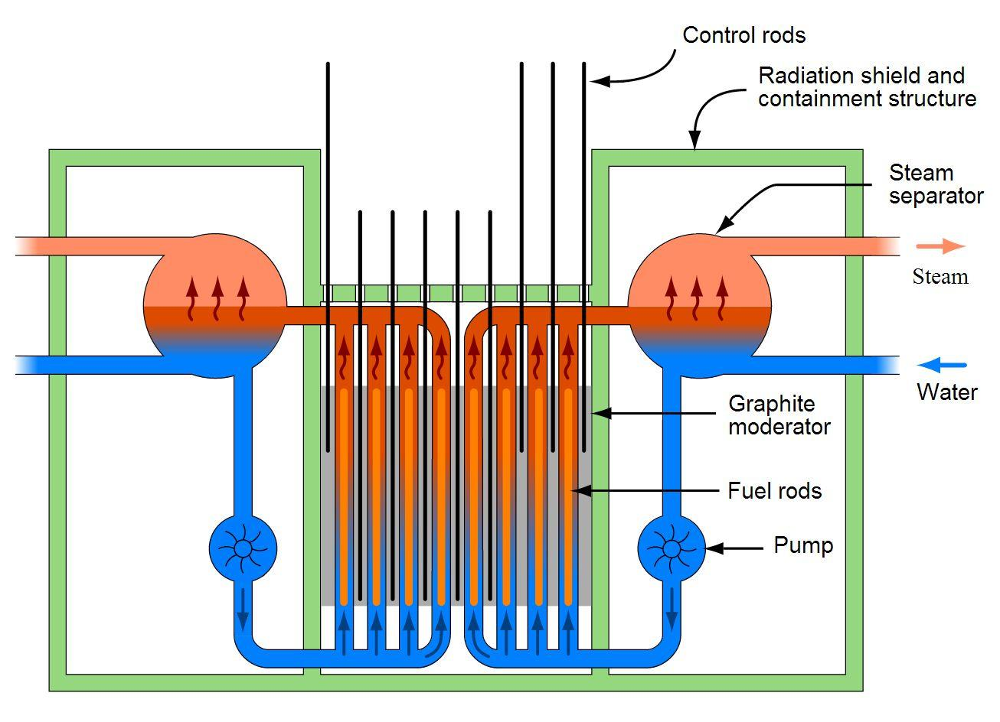 Control rods
Radiation shield and
containment structure
Steam
separator
Steam
Water
Graphite
moderator
Fuel rods
Pump